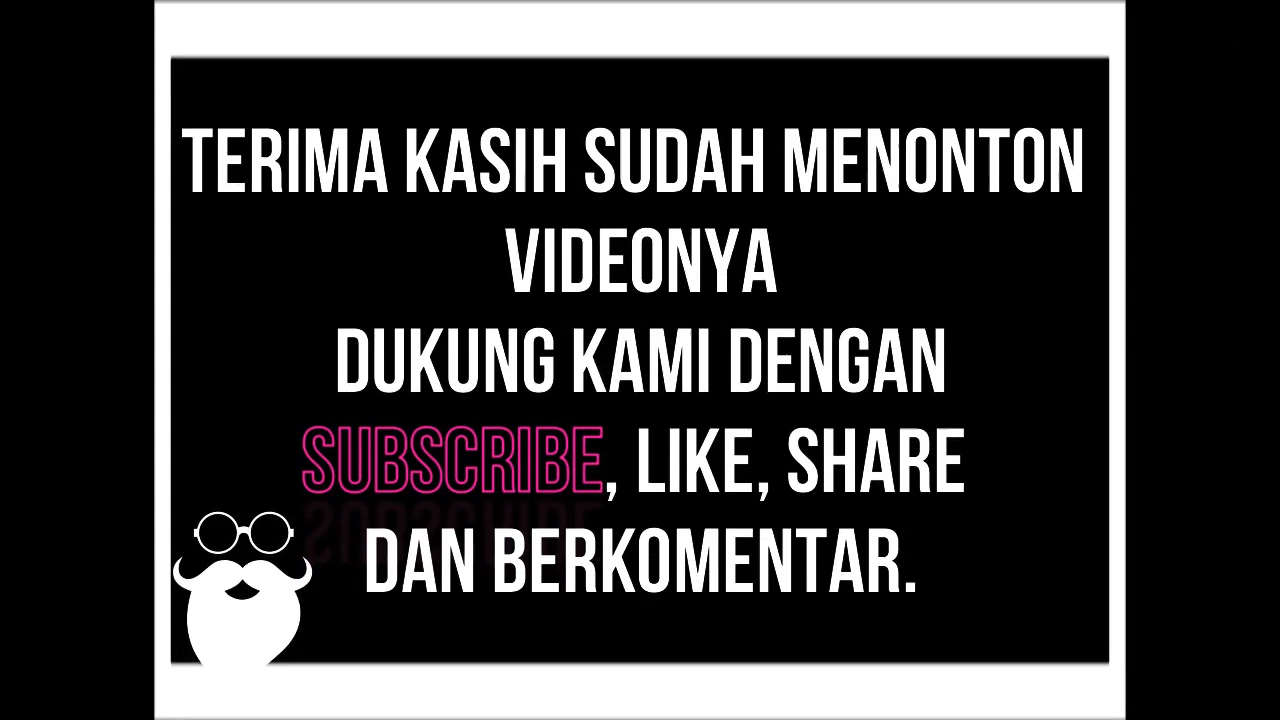 TERIMA KASIH SUDAH MENONTON
VIDEONYA
DUKUNG KAMI DENGAN
SUBSCRIBE, LIKE, SHARE
DAN BERKOMENTAR.